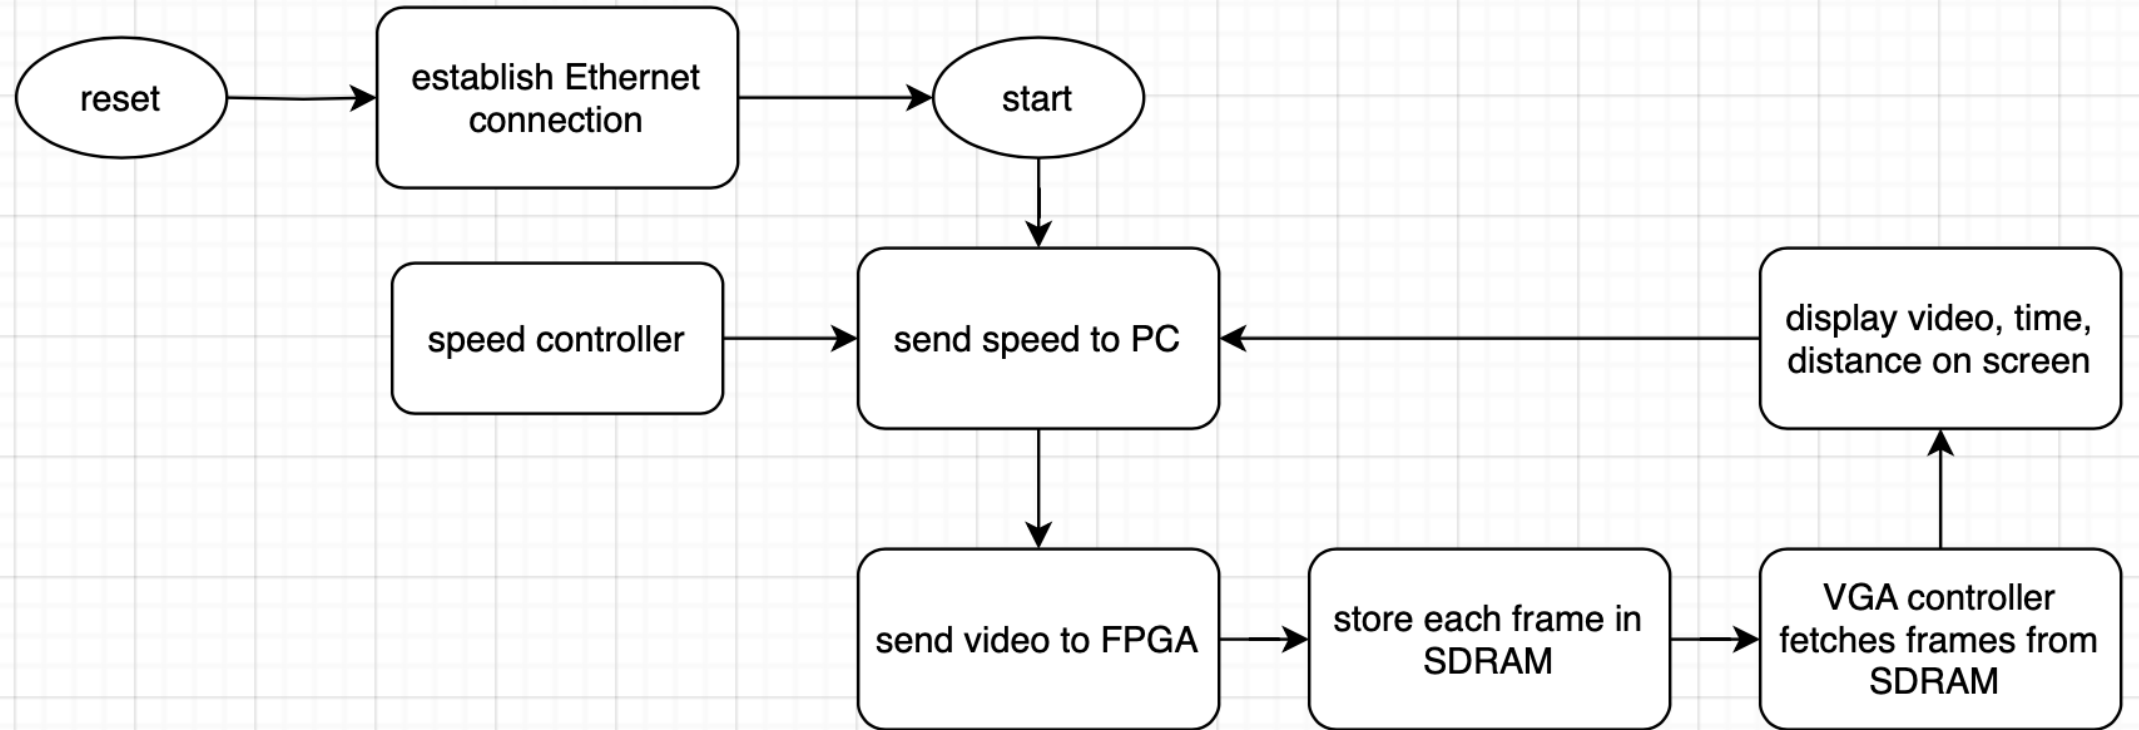 reset
establish Ethernet
connection
start
speed controller
send speed to PC
display video, time,
distance on screen
send video to FPGA
store each frame in
SDRAM
VGA controller
fetches frames from
SDRAM